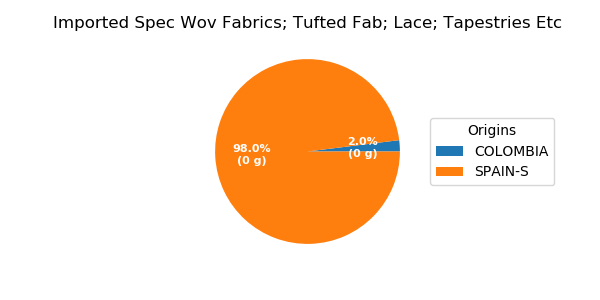 Imported Spec Wov Fabrics; Tufted Fab; Lace; Tapestries Etc
98.0%
(0 g)
2.0%
(0 g)
Origins
COLOMBIA
SPAIN-S